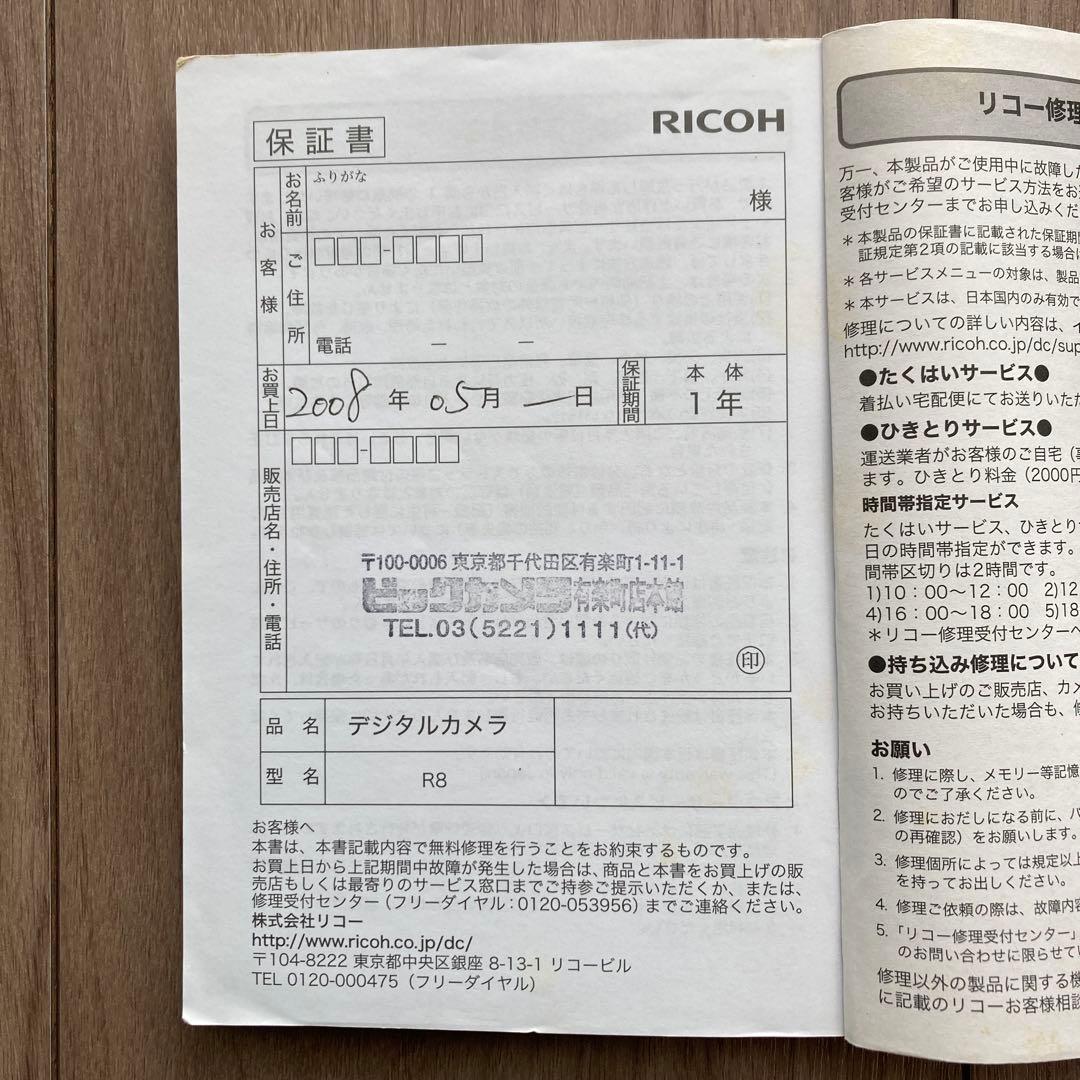 保証書
RICOH
お客様
お名前
ふりがな
様
ご住所
□□□-□□□□
電話 － －
お買上日
2008 年 05 月 一 日
保証期間
本体
1年
販売店名・住所・電話
□□□-□□□□
〒100-0006 東京都千代田区有楽町1-11-1
ビックカメラ有楽町店本館
TEL.03(5221)1111(代)
印
品名 デジタルカメラ
型名 R8
お客様へ
本書は、本書記載内容で無料修理を行うことをお約束するものです。
お買上日から上記期間中故障が発生した場合は、商品と本書をお買上げの販
売店もしくは最寄りのサービス窓口までご持参ご提示いただくか、または、
修理受付センター（フリーダイヤル：0120-053956）までご連絡ください。
株式会社リコー
http://www.ricoh.co.jp/dc/
〒104-8222 東京都中央区銀座 8-13-1 リコービル
TEL 0120-000475（フリーダイヤル）
リコー修理
万一、本製品がご使用中に故障した
客様がご希望のサービス方法をお
受付センターまでお申し込みくだ
＊本製品の保証書に記載された保証期
証規定第2項の記載に該当する場合
＊各サービスメニューの対象は、製品
＊本サービスは、日本国内のみ有効で
修理についての詳しい内容は、イ
http://www.ricoh.co.jp/dc/sup
●たくはいサービス●
着払い宅配便にてお送りいた
●ひきとりサービス●
運送業者がお客様のご自宅（
ます。ひきとり料金（2000円
時間帯指定サービス
たくはいサービス、ひきとり
日の時間帯指定ができます。
間帯区切りは2時間です。
1)10：00～12：00 2)12
4)16：00～18：00 5)18
＊リコー修理受付センターへ
●持ち込み修理について
お買い上げのご販売店、カメ
お持ちいただいた場合も、修
お願い
1. 修理に際し、メモリー等記憶
のでご了承ください。
2. 修理におだしになる前に、バ
の再確認）をお願いします。
3. 修理個所によっては規定以上
を持ってお出しください。
4. 修理ご依頼の際は、故障内容
5. 「リコー修理受付センター」
のお問い合わせに限らせてい
修理以外の製品に関する機
に記載のリコーお客様相談